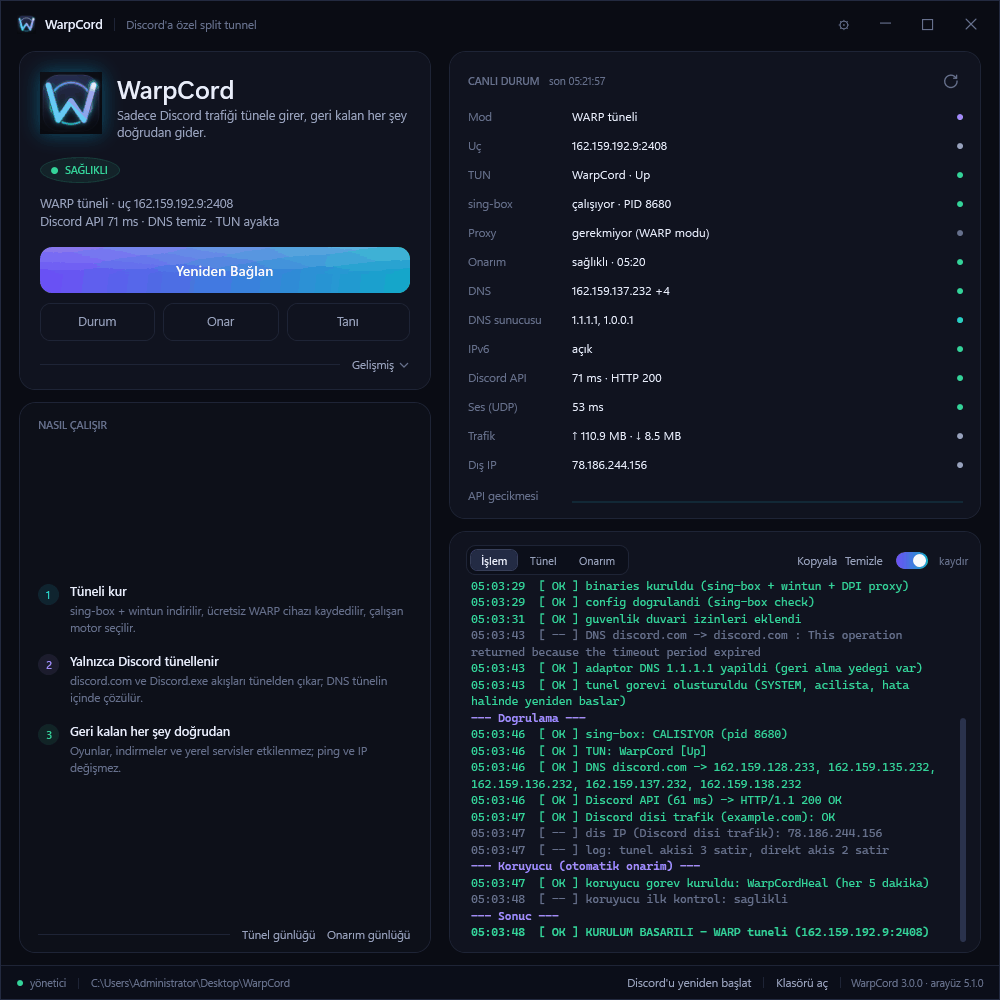 WarpCord
Discord'a özel split tunnel
WarpCord
Sadece Discord trafiği tünele girer, geri kalan her şey
doğrudan gider.
SAĞLIKLI
WARP tüneli · uç 162.159.192.9:2408
Discord API 71 ms · DNS temiz · TUN ayakta
Yeniden Bağlan
Durum
Onar
Tanı
Gelişmiş
NASIL ÇALIŞIR
1
Tüneli kur
sing-box + wintun indirilir, ücretsiz WARP cihazı kaydedilir, çalışan
motor seçilir.
2
Yalnızca Discord tünellenir
discord.com ve Discord.exe akışları tünelden çıkar; DNS tünelin
içinde çözülür.
3
Geri kalan her şey doğrudan
Oyunlar, indirmeler ve yerel servisler etkilenmez; ping ve IP
değişmez.
Tünel günlüğü Onarım günlüğü
CANLI DURUM son 05:21:57
Mod WARP tüneli
Uç 162.159.192.9:2408
TUN WarpCord · Up
sing-box çalışıyor · PID 8680
Proxy gerekmiyor (WARP modu)
Onarım sağlıklı · 05:20
DNS 162.159.137.232 +4
DNS sunucusu 1.1.1.1, 1.0.0.1
IPv6 açık
Discord API 71 ms · HTTP 200
Ses (UDP) 53 ms
Trafik ↑ 110.9 MB · ↓ 8.5 MB
Dış IP 78.186.244.156
API gecikmesi
İşlem Tünel Onarım Kopyala Temizle kaydır
05:03:29 [ OK ] binaries kuruldu (sing-box + wintun + DPI proxy)
05:03:29 [ OK ] config dogrulandi (sing-box check)
05:03:31 [ OK ] guvenlik duvari izinleri eklendi
05:03:43 [ -- ] DNS discord.com -> discord.com : This operation
returned because the timeout period expired
05:03:43 [ OK ] adaptor DNS 1.1.1.1 yapildi (geri alma yedegi var)
05:03:43 [ OK ] tunel gorevi olusturuldu (SYSTEM, acilista, hata
halinde yeniden baslar)
--- Dogrulama ---
05:03:46 [ OK ] sing-box: CALISIYOR (pid 8680)
05:03:46 [ OK ] TUN: WarpCord [Up]
05:03:46 [ OK ] DNS discord.com -> 162.159.128.233, 162.159.135.232,
162.159.136.232, 162.159.137.232, 162.159.138.232
05:03:46 [ OK ] Discord API (61 ms) -> HTTP/1.1 200 OK
05:03:47 [ OK ] Discord disi trafik (example.com): OK
05:03:47 [ -- ] dis IP (Discord disi trafik): 78.186.244.156
05:03:47 [ -- ] log: tunel akisi 3 satir, direkt akis 2 satir
--- Koruyucu (otomatik onarim) ---
05:03:47 [ OK ] koruyucu gorev kuruldu: WarpCordHeal (her 5 dakika)
05:03:48 [ -- ] koruyucu ilk kontrol: saglikli
--- Sonuc ---
05:03:48 [ OK ] KURULUM BASARILI - WARP tuneli (162.159.192.9:2408)
yönetici C:\Users\Administrator\Desktop\WarpCord Discord'u yeniden başlat Klasörü aç WarpCord 3.0.0 · arayüz 5.1.0